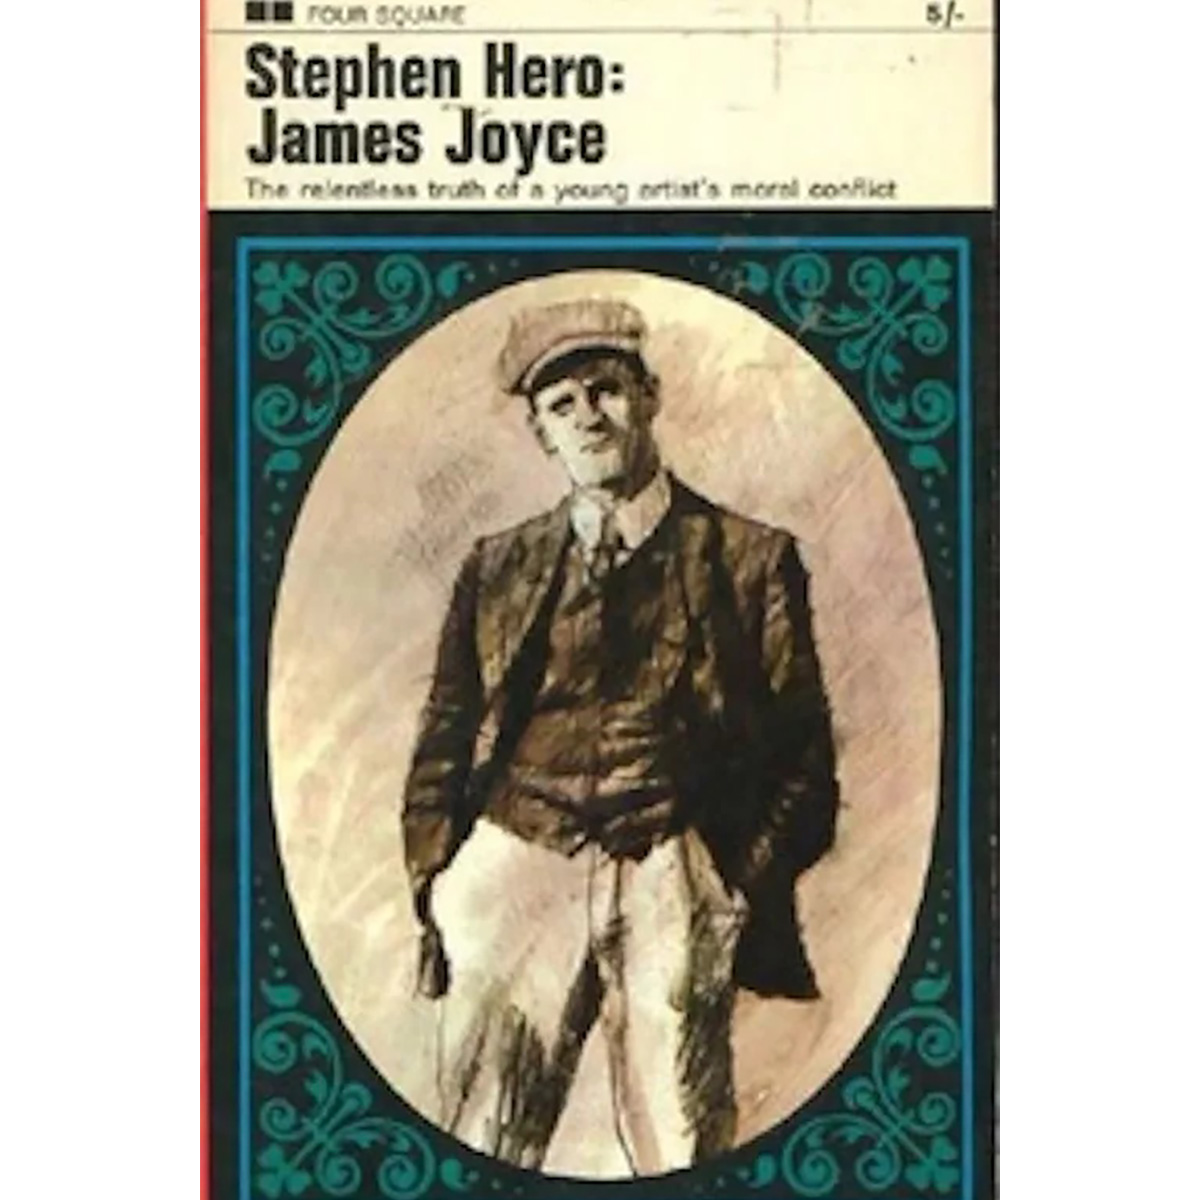 FOUR SQUARE 5/-
Stephen Hero:
James Joyce
The relentless truth of a young artist's moral conflict